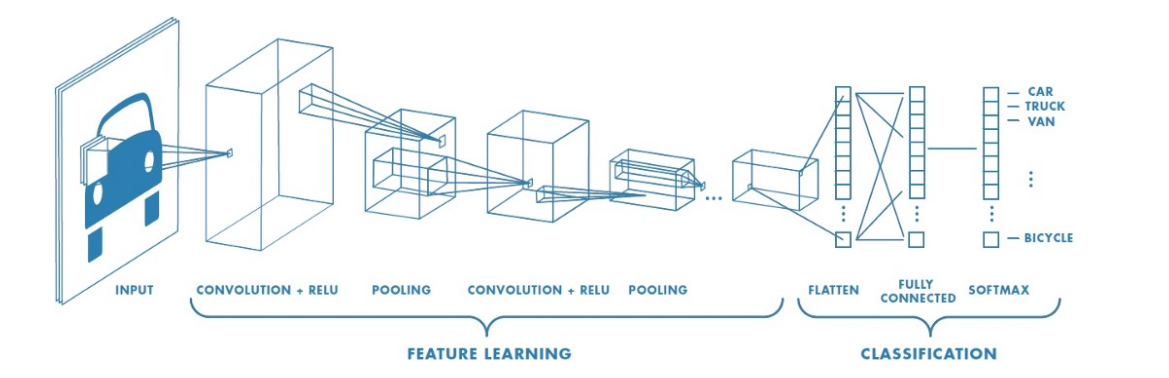 CAR
TRUCK
VAN
BICYCLE
INPUT
CONVOLUTION + RELU
POOLING
CONVOLUTION + RELU
POOLING
FLATTEN
FULLY
CONNECTED
SOFTMAX
FEATURE LEARNING
CLASSIFICATION